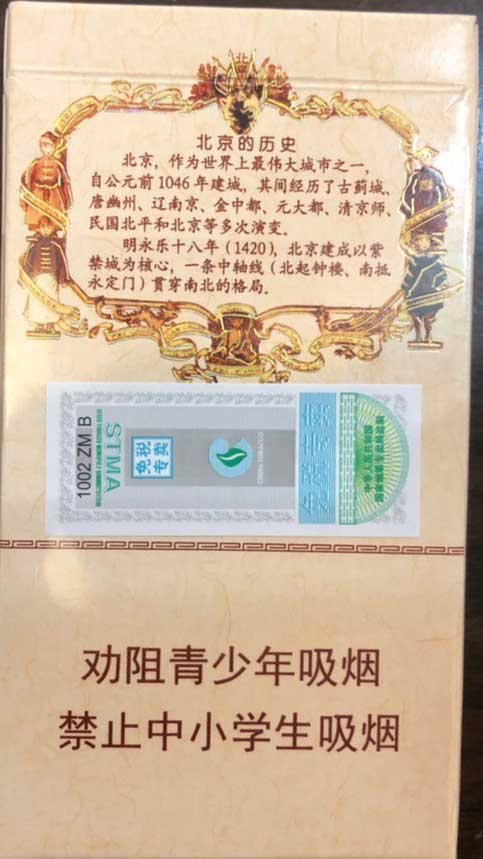 北京的历史
北京，作为世界上最伟大城市之一，
自公元前1046年建城，其间经历了古蓟城、
唐幽州、辽南京、金中都、元大都、清京师、
民国北平和北京等多次演变。
明永乐十八年（1420），北京建成以紫
禁城为核心，一条中轴线（北起钟楼、南抵
永定门）贯穿南北的格局。
1002 ZM B
STMA
免税
专卖
CHINA TOBACCO
劝阻青少年吸烟
禁止中小学生吸烟